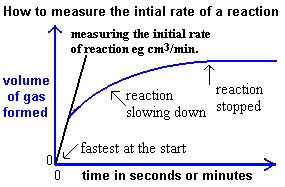 How to measure the intial rate of a reaction
measuring the initial rate
of reaction eg cm3/min.
volume
of gas
formed
reaction
slowing down
reaction
stopped
fastest at the start
0
0
time in seconds or minutes